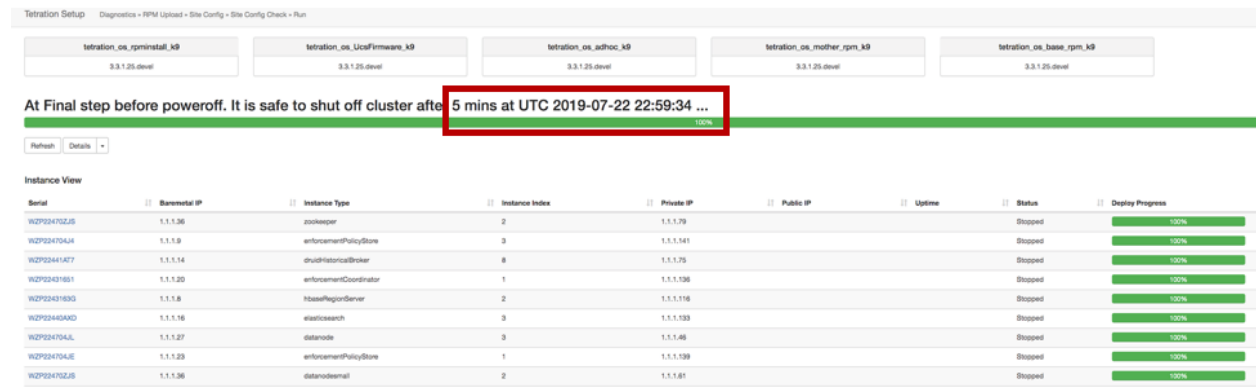 Tetration Setup Diagnostics » RPM Upload » Site Config » Site Config Check » Run
tetration_os_rpminstall_k9 tetration_os_UcsFirmware_k9 tetration_os_adhoc_k9 tetration_os_mother_rpm_k9 tetration_os_base_rpm_k9
3.3.1.25.devel 3.3.1.25.devel 3.3.1.25.devel 3.3.1.25.devel 3.3.1.25.devel
At Final step before poweroff. It is safe to shut off cluster after 5 mins at UTC 2019-07-22 22:59:34 ...
100%
Refresh Details
Instance View
Serial Baremetal IP Instance Type Instance Index Private IP Public IP Uptime Status Deploy Progress
WZP22470ZJS 1.1.1.36 zookeeper 2 1.1.1.79 Stopped 100%
WZP224704J4 1.1.1.9 enforcementPolicyStore 3 1.1.1.141 Stopped 100%
WZP22441AT7 1.1.1.14 druidHistoricalBroker 8 1.1.1.75 Stopped 100%
WZP22431651 1.1.1.20 enforcementCoordinator 1 1.1.1.136 Stopped 100%
WZP2243163G 1.1.1.8 hbaseRegionServer 2 1.1.1.116 Stopped 100%
WZP22440AXD 1.1.1.16 elasticsearch 3 1.1.1.133 Stopped 100%
WZP224704JL 1.1.1.27 datanode 3 1.1.1.46 Stopped 100%
WZP224704JE 1.1.1.23 enforcementPolicyStore 1 1.1.1.139 Stopped 100%
WZP22470ZJS 1.1.1.36 datanodesmall 2 1.1.1.61 Stopped 100%